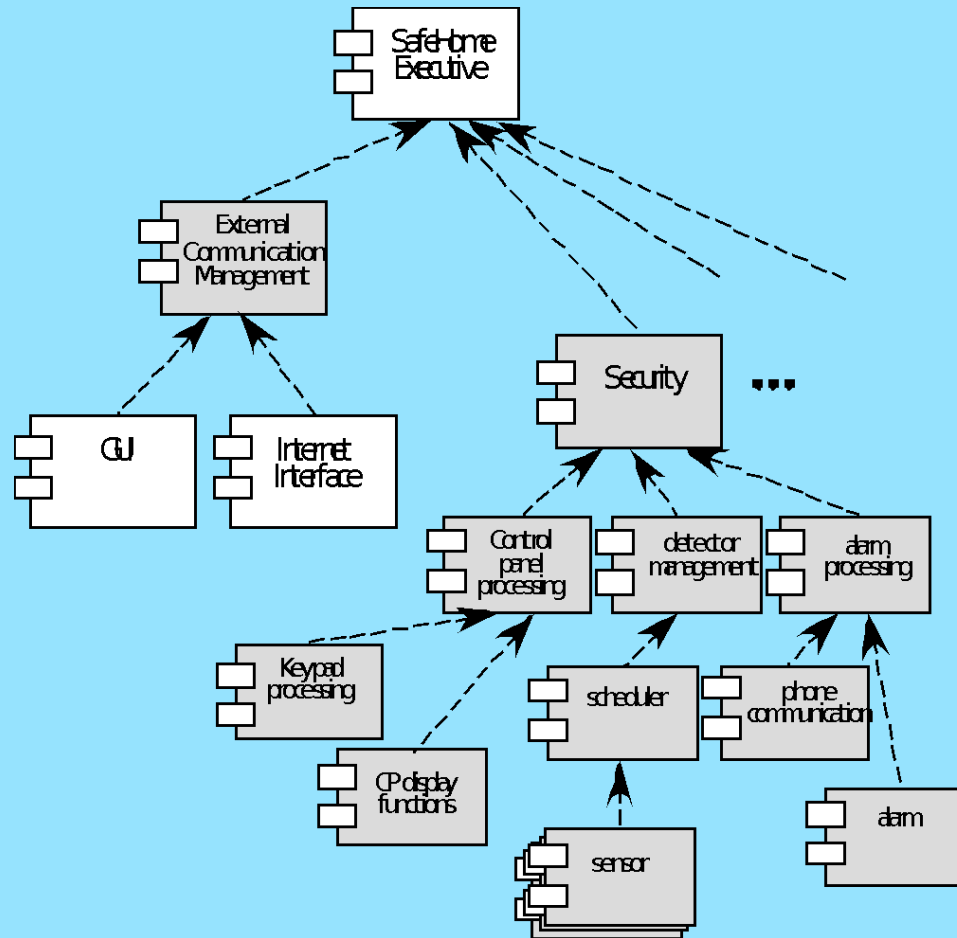 SafeHome
Executive
External
Communication
Management
Security
GUI
Internet
Interface
Control
panel
processing
detector
management
alarm
processing
Keypad
processing
scheduler
phone
communication
CP display
functions
sensor
alarm